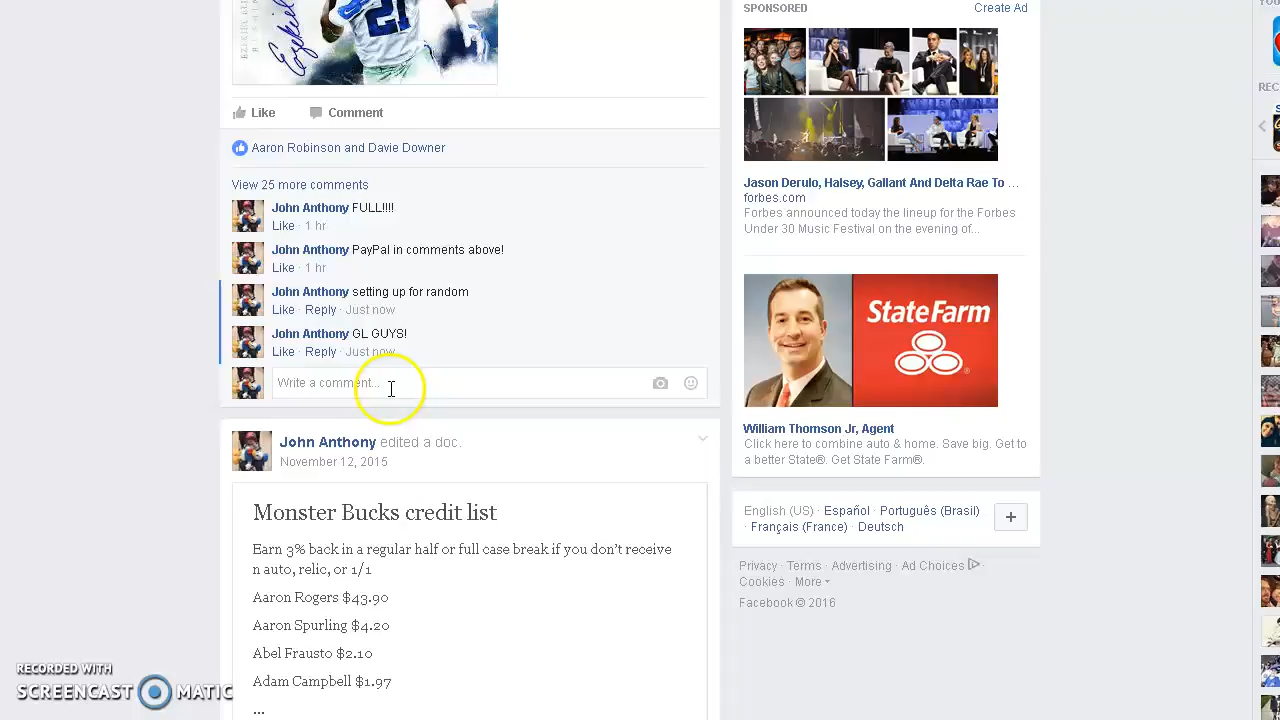 SPONSORED
Create Ad
Like
Comment
Aaron Robinson and Davie Downer
View 25 more comments
John Anthony FULL!!!!
Like · 1 hr
John Anthony PayPal in comments above!
Like · 1 hr
John Anthony setting up for random
Like · Reply · Just now
John Anthony GL GUYS!
Like · Reply · Just now
Write a comment...
John Anthony edited a doc.
November 12, 2015
Monster Bucks credit list
Earn 3% back in a regular half or full case break if you don't receive
n auto, relic, or 1/1
Aaron Rogers $43.90
Aaron Spurling $4.20
Abel Frausto $2.10
Adam Campbell $1.97
...
Jason Derulo, Halsey, Gallant And Delta Rae To ...
forbes.com
Forbes announced today the lineup for the Forbes
Under 30 Music Festival on the evening of...
StateFarm
William Thomson Jr, Agent
Click here to combine auto & home. Save big. Get to
a better State®. Get State Farm®.
English (US) · Español · Português (Brasil)
· Français (France) · Deutsch
Privacy · Terms · Advertising · Ad Choices ·
Cookies · More
Facebook © 2016
REC
RECORDED WITH
SCREENCAST MATIC